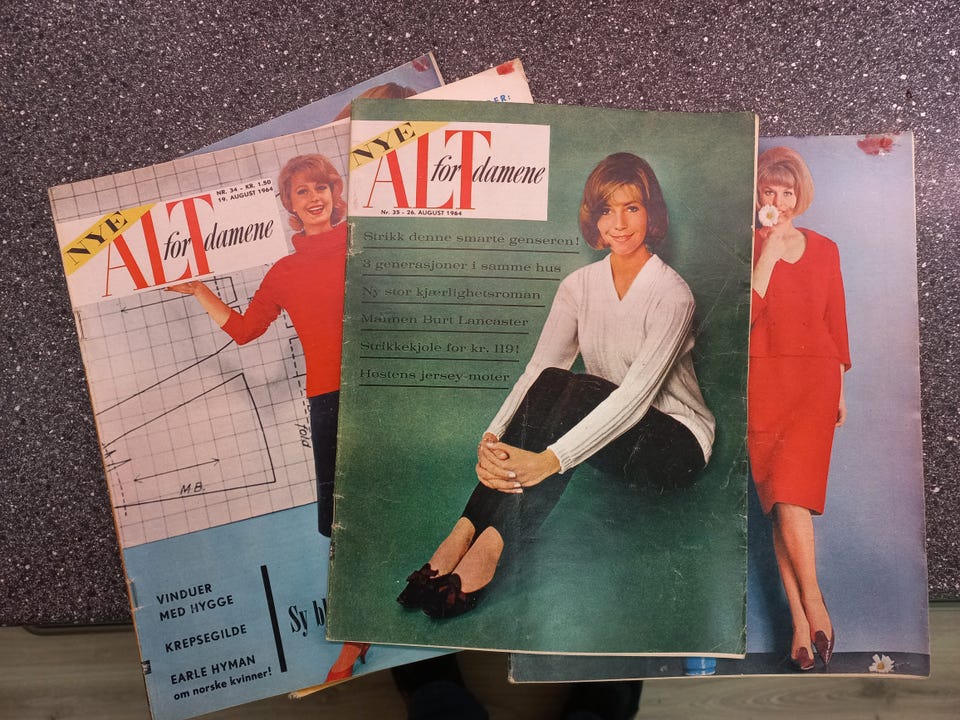 NYE
ALT for damene
NR. 34 - KR. 1.50
19. AUGUST 1964
fold
M.B.
VINDUER
MED HYGGE
KREPSEGILDE
EARLE HYMAN
om norske kvinner!
Sy
NYE
ALT for damene
Nr. 35 - 26. AUGUST 1964
Strikk denne smarte genseren!
3 generasjoner i samme hus
Ny stor kjærlighetsroman
Mannen Burt Lancaster
Strikkekjole for kr. 119!
Høstens jersey-moter